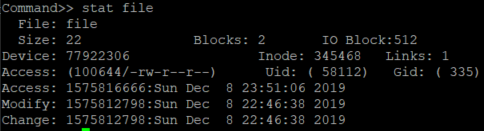 Command>> stat file
File: file
Size: 22 Blocks: 2 IO Block:512
Device: 77922306 Inode: 345468 Links: 1
Access: (100644/-rw-r--r--) Uid: ( 58112) Gid: ( 335)
Access: 1575816666:Sun Dec 8 23:51:06 2019
Modify: 1575812798:Sun Dec 8 22:46:38 2019
Change: 1575812798:Sun Dec 8 22:46:38 2019